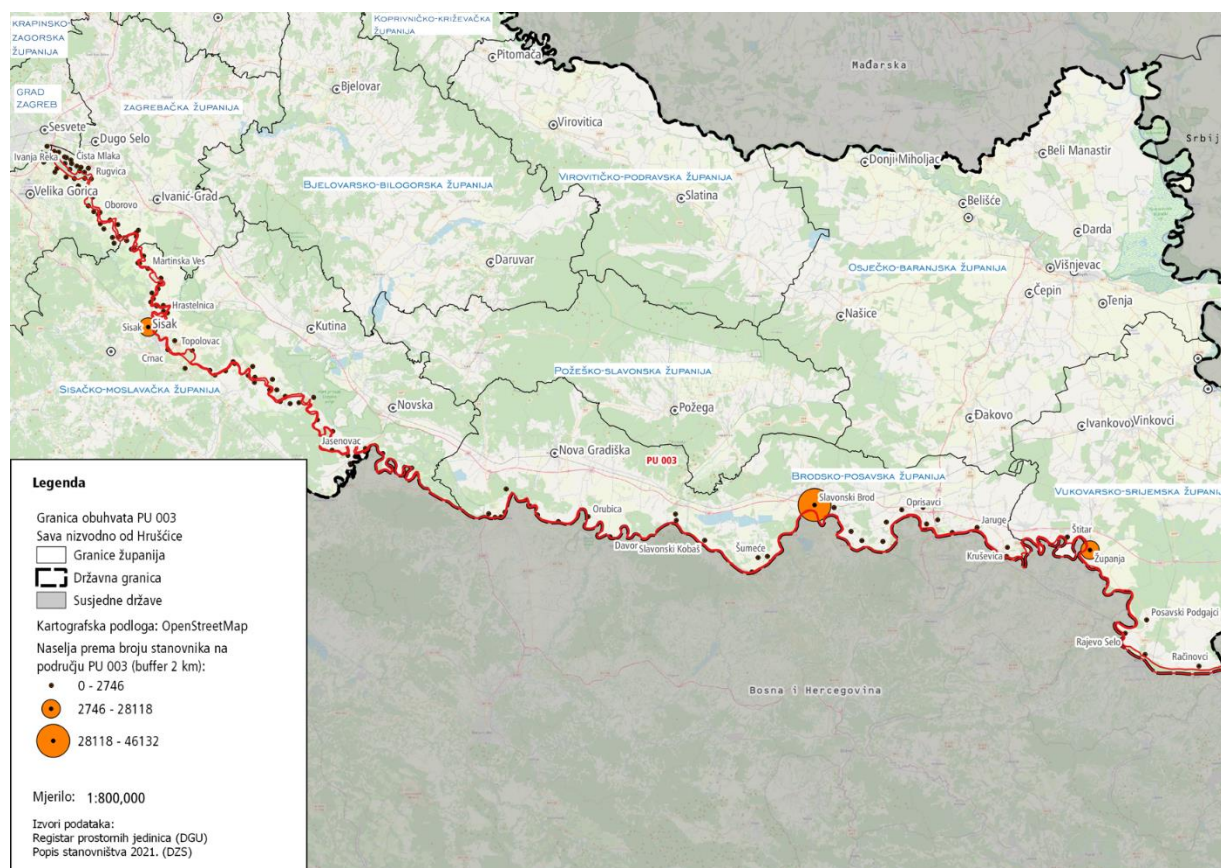 KRAPINSKO-
ZAGORSKA
ŽUPANIJA
KOPRIVNIČKO-KRIŽEVAČKA
ŽUPANIJA
Pitomača
Mađarska
GRAD
ZAGREB
ZAGREBAČKA ŽUPANIJA
Bjelovar
Virovitica
Srbij
Sesvete
Dugo Selo
Ivanja Reka
Čista Mlaka
Rugvica
Donji Miholjac
Beli Manastir
Velika Gorica
Ivanić-Grad
Oborovo
BJELOVARSKO-BILOGORSKA ŽUPANIJA
VIROVITIČKO-PODRAVSKA ŽUPANIJA
Slatina
Belišće
Darda
Martinska Ves
Daruvar
OSJEČKO-BARANJSKA ŽUPANIJA
Višnjevac
Čepin
Tenja
Hrastelnica
Sisak
Sisak
Kutina
Našice
Topolovac
Crnac
SISAČKO-MOSLAVAČKA ŽUPANIJA
POŽEŠKO-SLAVONSKA ŽUPANIJA
Novska
Požega
Đakovo
Ivankovo
Vinkovci
Jasenovac
Nova Gradiška
PU 003
BRODSKO-POSAVSKA ŽUPANIJA
VUKOVARSKO-SRIJEMSKA ŽUPANIJA
Slavonski Brod
Oprisavci
Orubica
Davor
Slavonski Kobaš
Šumeće
Jaruge
Kruševica
Štitar
Županja
Posavski Podgajci
Rajevo Selo
Račinovci
Bosna i Hercegovina
Legenda
Granica obuhvata PU 003
Sava nizvodno od Hrušćice
Granice županija
Državna granica
Susjedne države
Kartografska podloga: OpenStreetMap
Naselja prema broju stanovnika na
području PU 003 (buffer 2 km):
0 - 2746
2746 - 28118
28118 - 46132
Mjerilo: 1:800,000
Izvori podataka:
Registar prostornih jedinica (DGU)
Popis stanovništva 2021. (DZS)